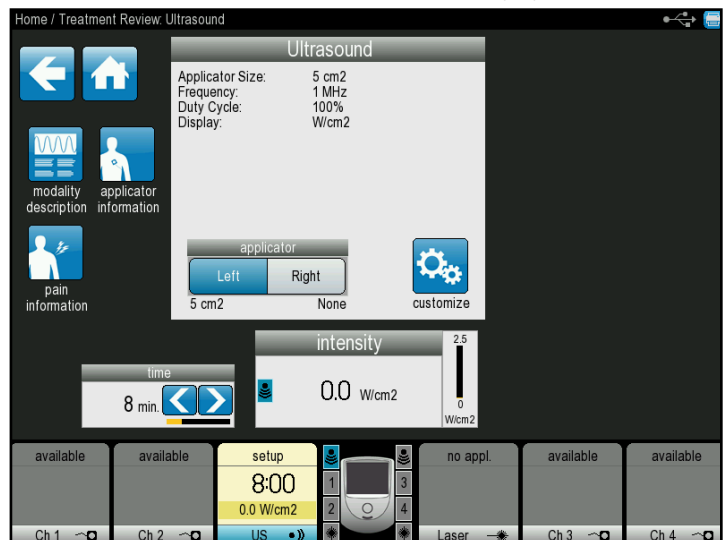 Home / Treatment Review: Ultrasound
Ultrasound
Applicator Size: 5 cm2
Frequency: 1 MHz
Duty Cycle: 100%
Display: W/cm2
modality description
applicator information
pain information
applicator
Left Right
5 cm2 None
customize
intensity
0.0 W/cm2
2.5
0
W/cm2
time
8 min.
available
Ch 1
available
Ch 2
setup
8:00
0.0 W/cm2
US
1 3
2 4
no appl.
Laser
available
Ch 3
available
Ch 4